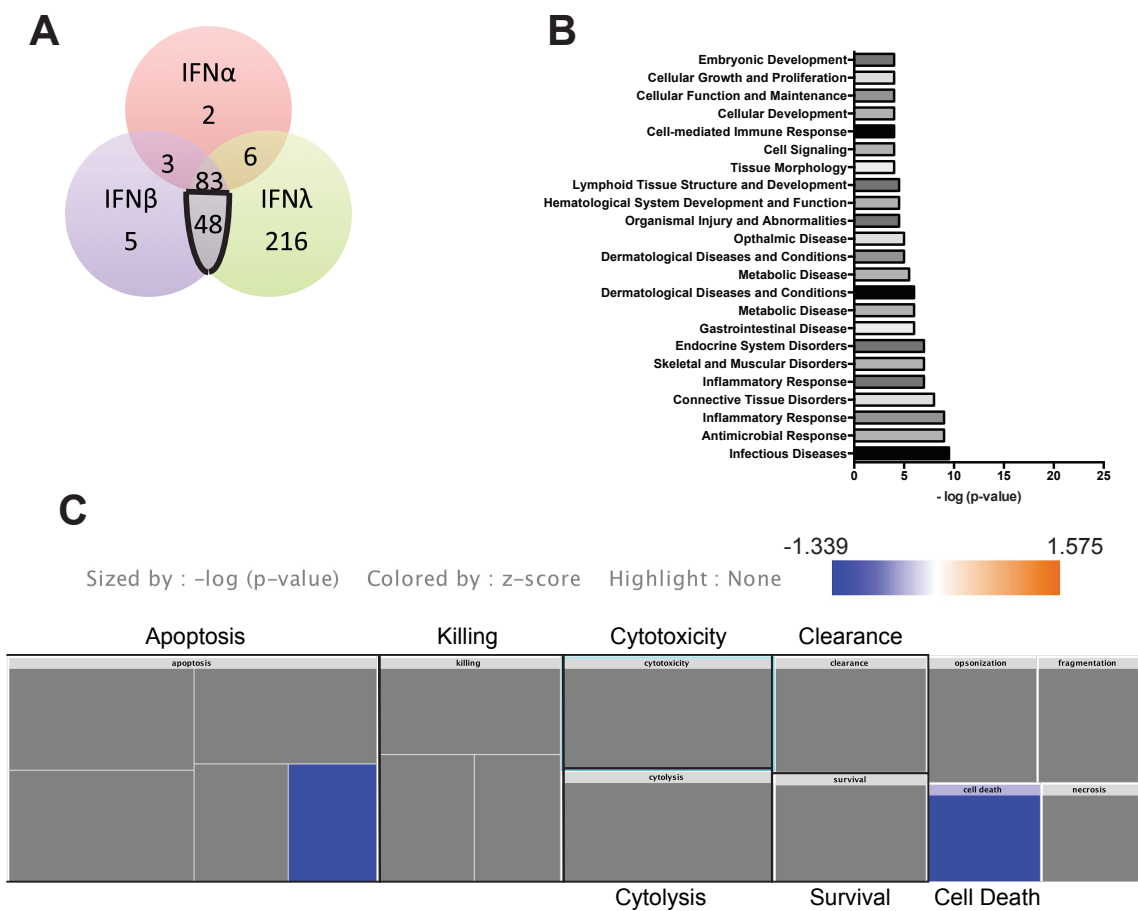 A
IFNα
2
3
6
83
IFNβ
IFNλ
48
5
216
B
Embryonic Development
Cellular Growth and Proliferation
Cellular Function and Maintenance
Cellular Development
Cell-mediated Immune Response
Cell Signaling
Tissue Morphology
Lymphoid Tissue Structure and Development
Hematological System Development and Function
Organismal Injury and Abnormalities
Opthalmic Disease
Dermatological Diseases and Conditions
Metabolic Disease
Dermatological Diseases and Conditions
Metabolic Disease
Gastrointestinal Disease
Endocrine System Disorders
Skeletal and Muscular Disorders
Inflammatory Response
Connective Tissue Disorders
Inflammatory Response
Antimicrobial Response
Infectious Diseases
0 5 10 15 20 25
- log (p-value)
C
-1.339 1.575
Sized by : -log (p-value) Colored by : z-score Highlight : None
Apoptosis Killing Cytotoxicity Clearance
apoptosis killing cytotoxicity clearance opsonization fragmentation
cytolysis survival cell death necrosis
Cytolysis Survival Cell Death